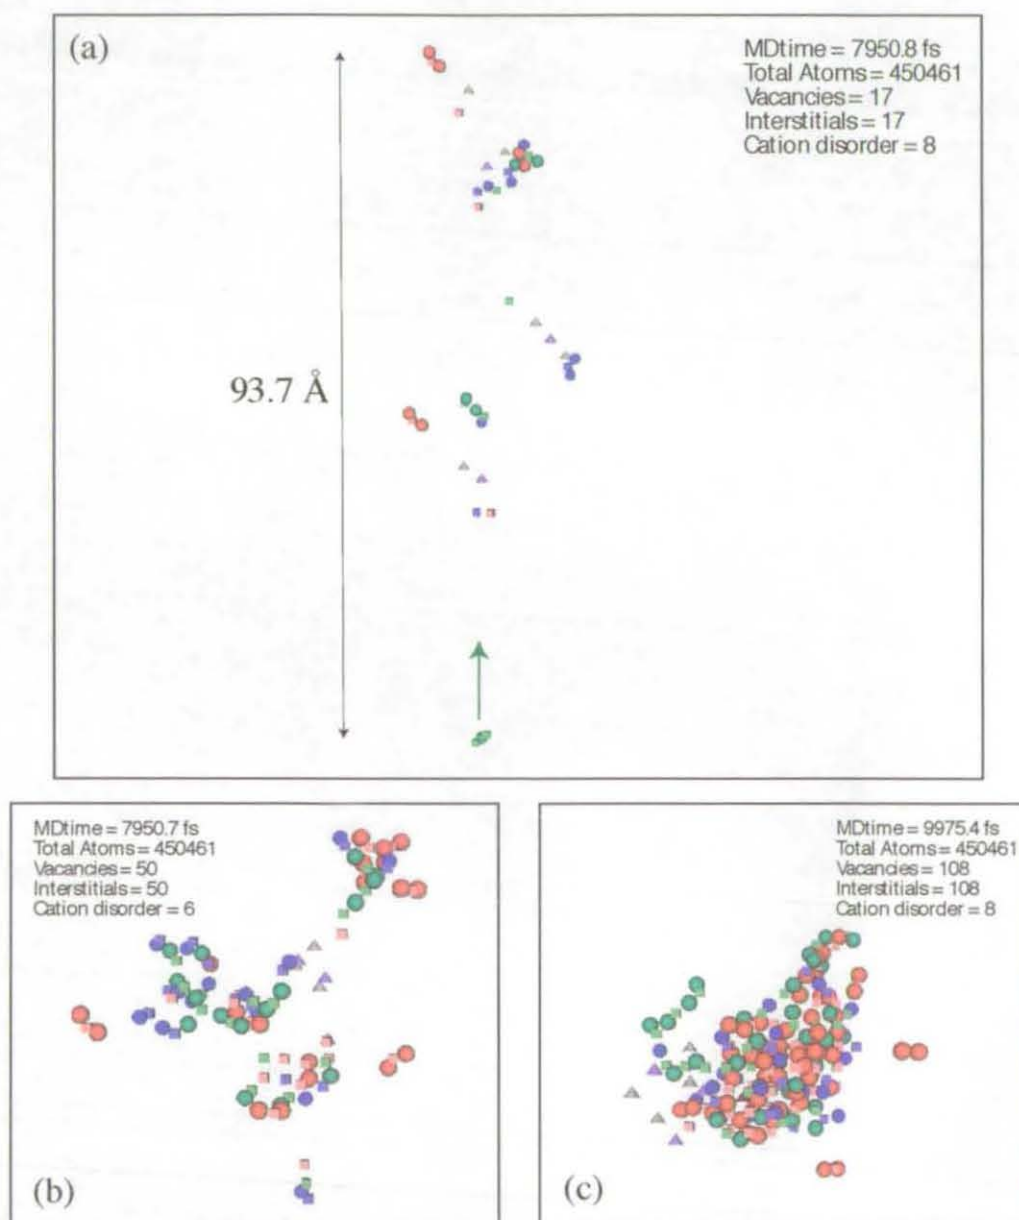 (a)
MDtime = 7950.8 fs
Total Atoms = 450461
Vacancies = 17
Interstitials = 17
Cation disorder = 8
93.7 Å
MDtime = 7950.7 fs
Total Atoms = 450461
Vacancies = 50
Interstitials = 50
Cation disorder = 6
(b)
MDtime = 9975.4 fs
Total Atoms = 450461
Vacancies = 108
Interstitials = 108
Cation disorder = 8
(c)